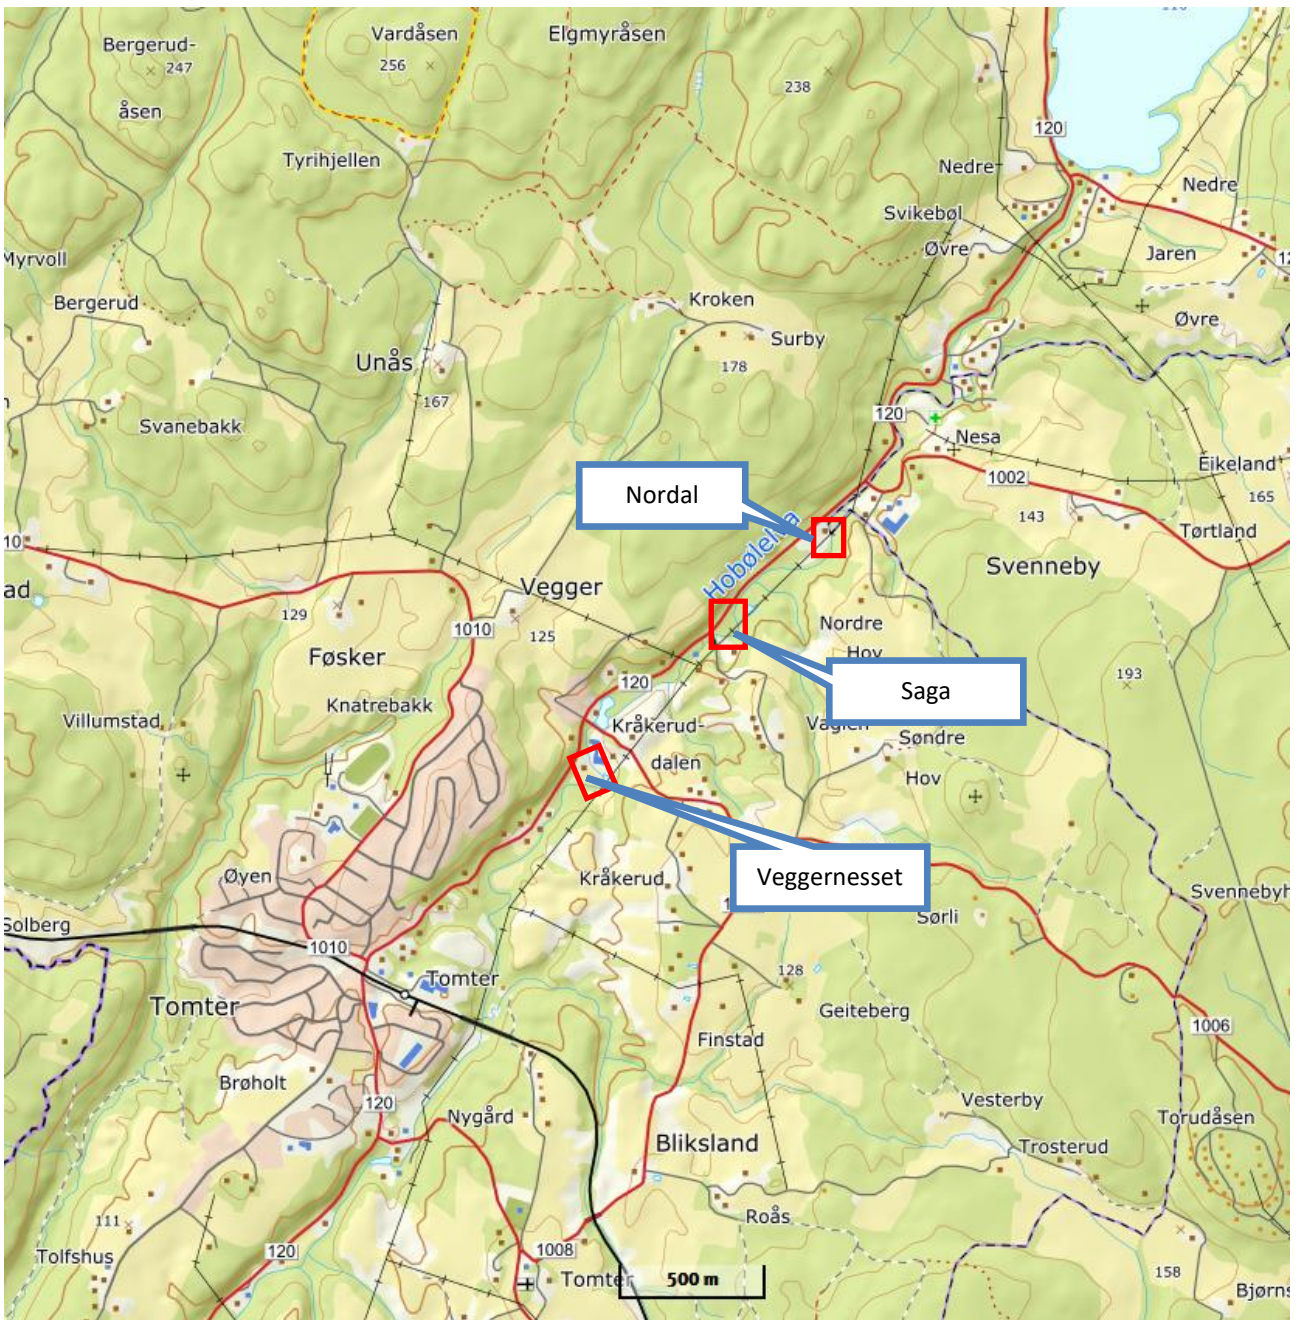 Bergerud-
247
åsen
Vardåsen
256
Elgmyråsen
238
120
Tyrihjellen
Nedre
Nedre
Svikebøl
Øvre
Jaren
Myrvoll
Bergerud
Kroken
Surby
Øvre
Unås
178
167
Svanebakk
120
Nesa
Eikeland
1002
165
Nordal
143
Tørtland
Svenneby
Vegger
129
1010
125
Nordre
Hov
Føsker
193
Saga
120
Knatrebakk
Villumstad
Kråkerud-
dalen
Søndre
Hov
Øyen
Kråkerud
Veggernesset
Sørli
Solberg
1010
Tomter
128
Tomter
Geiteberg
1006
Finstad
Brøholt
120
Nygård
Vesterby
Torudåsen
Bliksland
Trosterud
111
Roås
Tolfshus
120
1008
Tomter
500 m
158